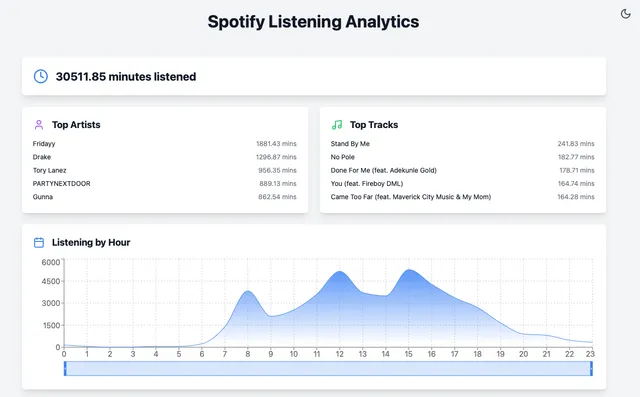 Spotify Listening Analytics
30511.85 minutes listened
Top Artists
Fridayy 1881.43 mins
Drake 1296.87 mins
Tory Lanez 956.35 mins
PARTYNEXTDOOR 889.13 mins
Gunna 862.54 mins
Top Tracks
Stand By Me 241.83 mins
No Pole 182.77 mins
Done For Me (feat. Adekunle Gold) 178.71 mins
You (feat. Fireboy DML) 164.74 mins
Came Too Far (feat. Maverick City Music & My Mom) 164.28 mins
Listening by Hour
6000
4500
3000
1500
0
0 1 2 3 4 5 6 7 8 9 10 11 12 13 14 15 16 17 18 19 20 21 22 23